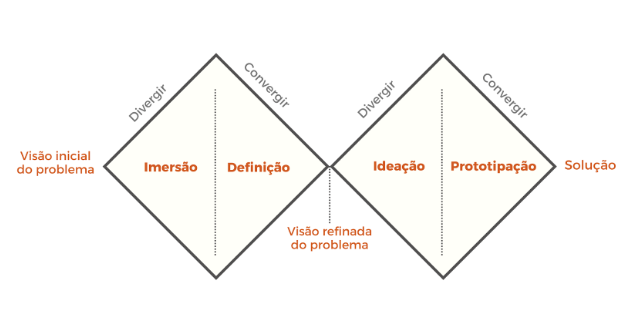 Divergir
Convergir
Divergir
Convergir
Visão inicial
do problema
Imersão
Definição
Ideação
Prototipação
Solução
Visão refinada
do problema